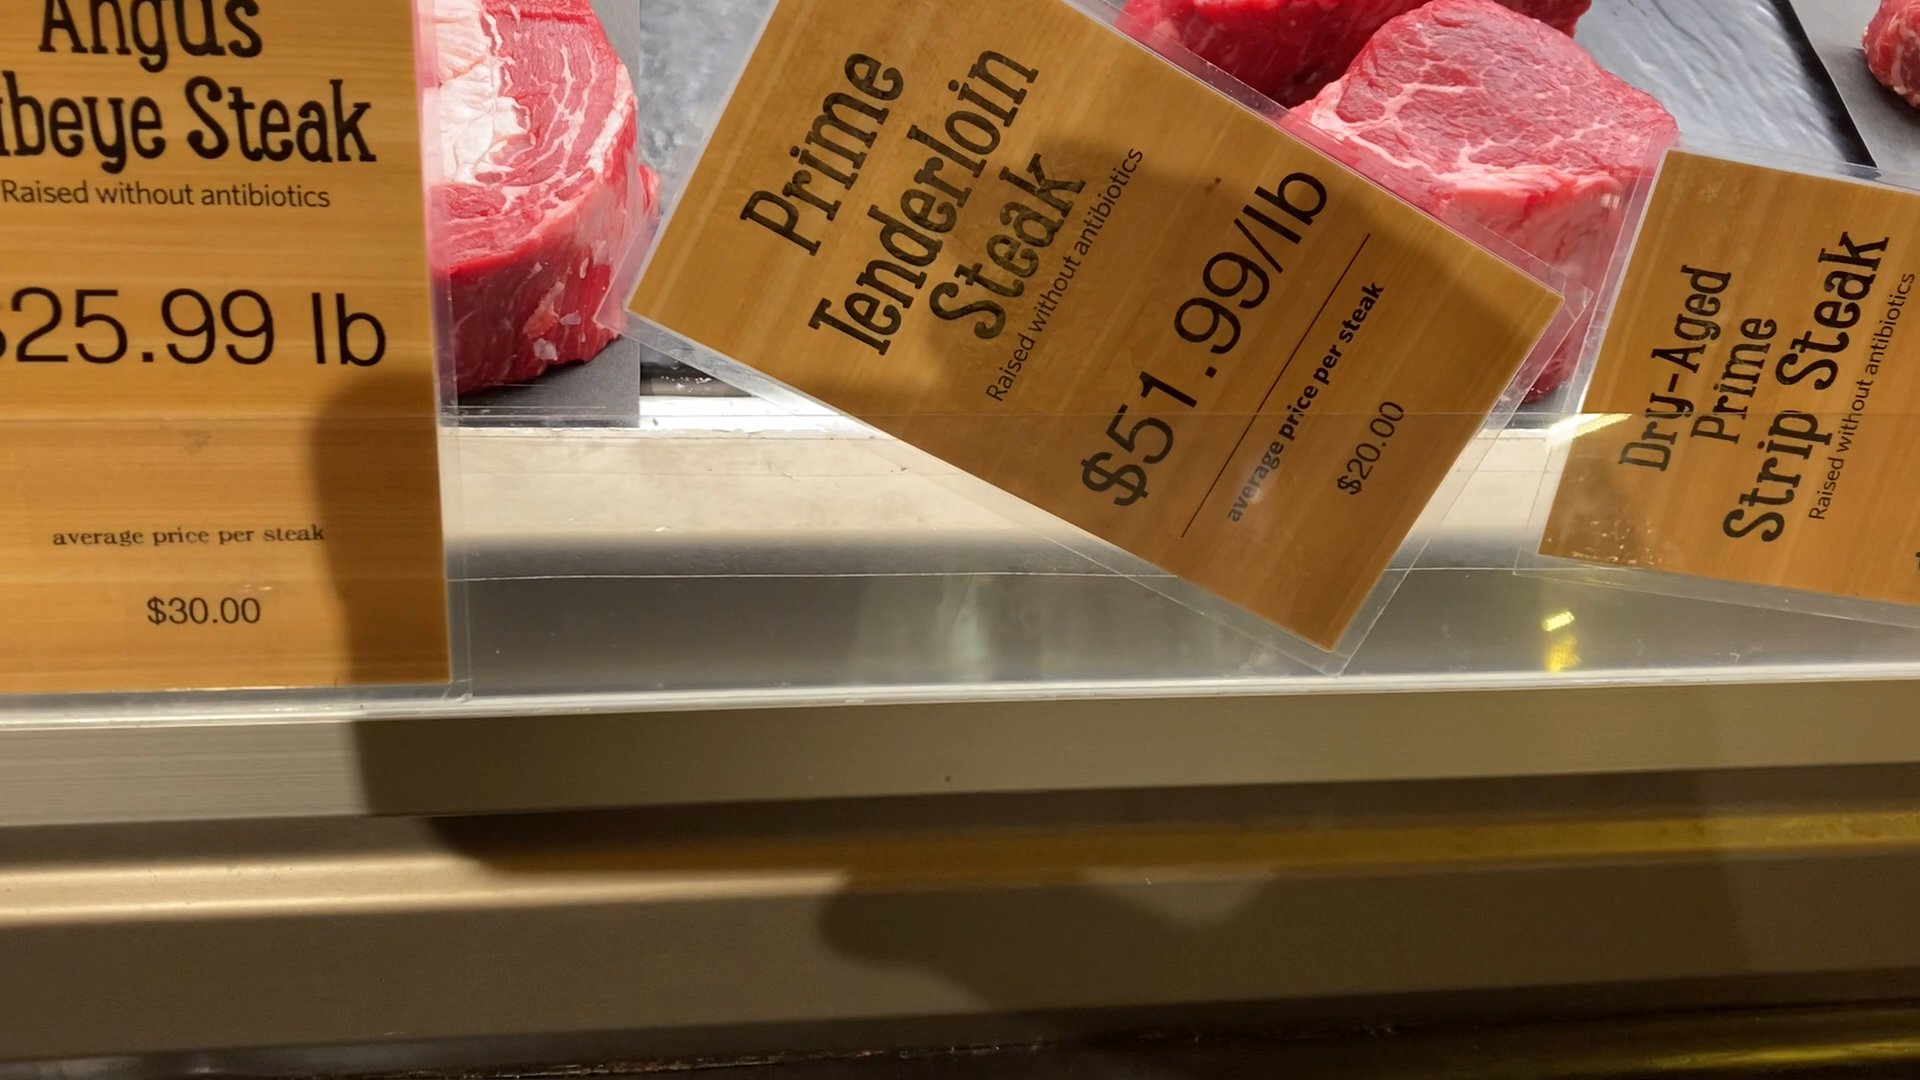 Angus
Steak
Raised without antibiotics
$25.99 lb
average price per steak
$30.00
Prime
Tenderloin
Steak
Raised without antibiotics
$51.99/lb
average price per steak
$20.00
Dry-Aged
Prime
Strip Steak
Raised without antibiotics